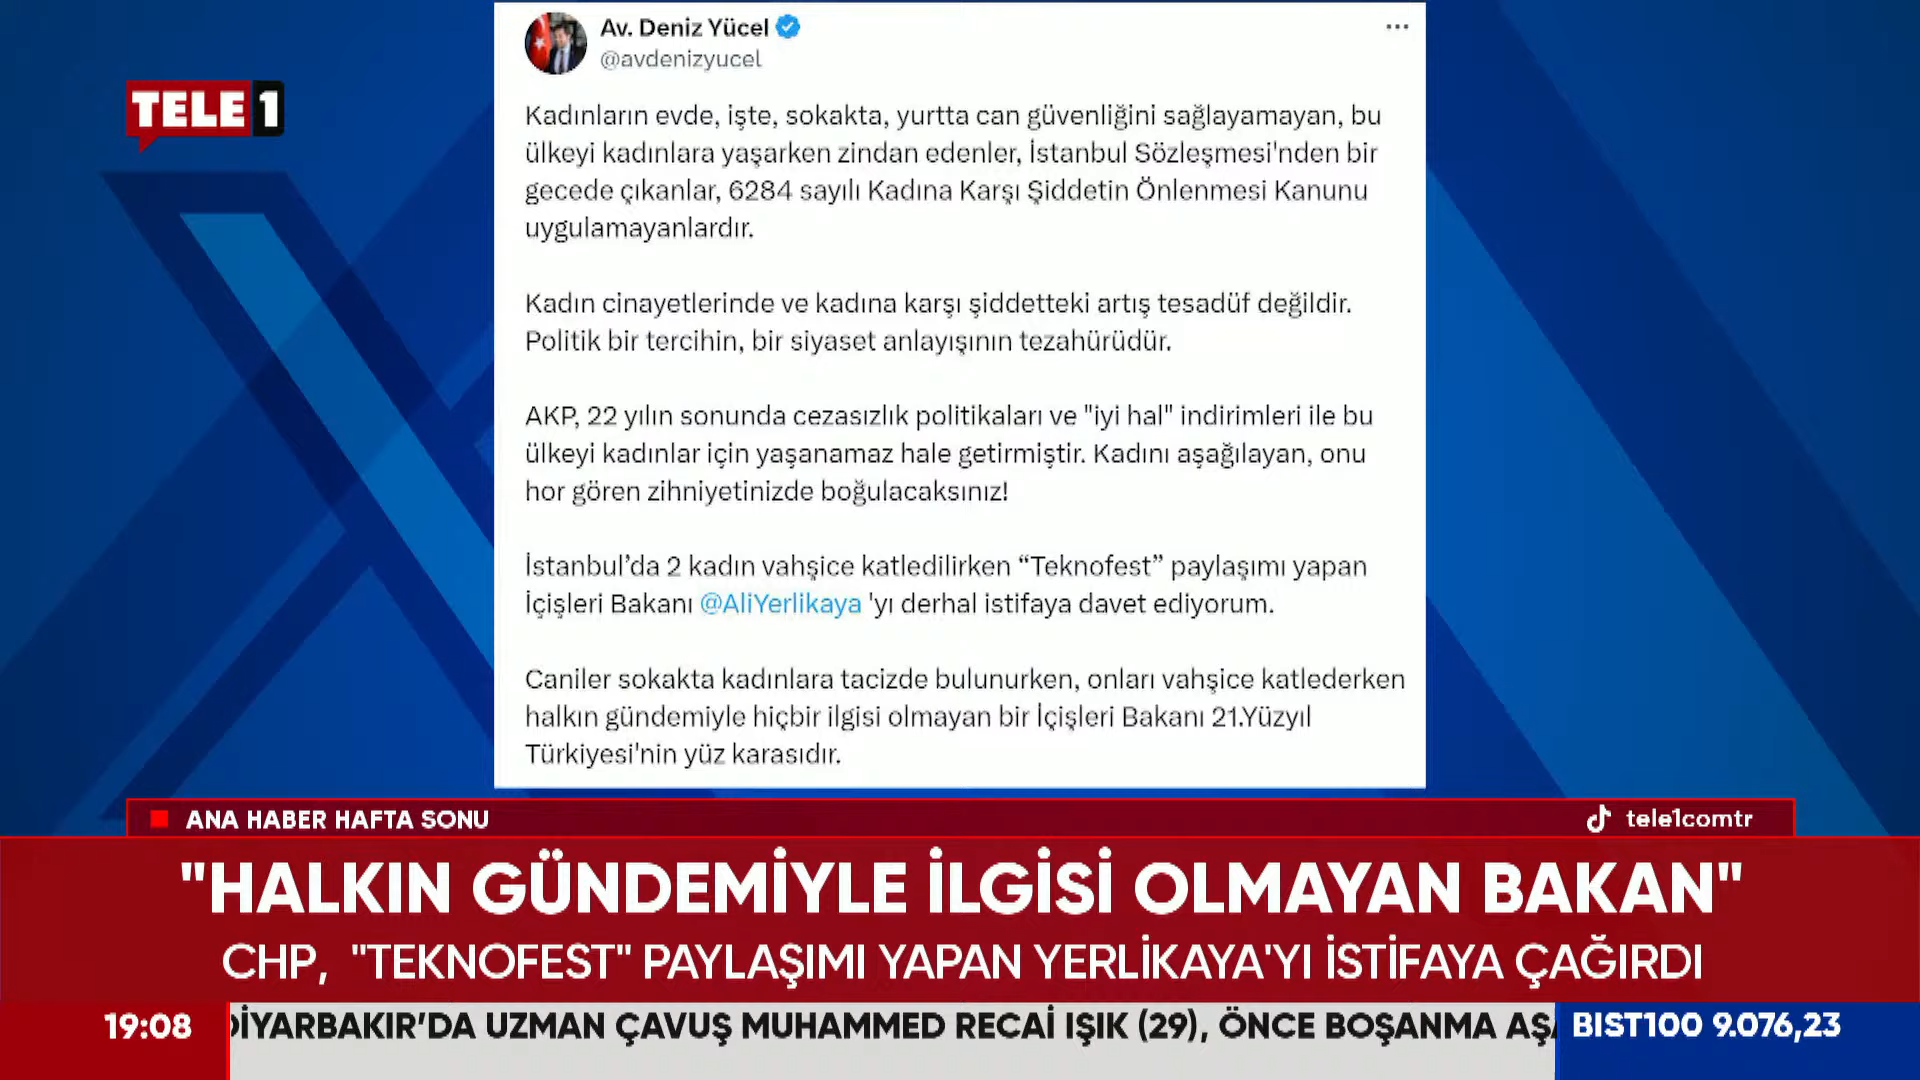 Av. Deniz Yücel
@avdenizyucel
TELE1
Kadınların evde, işte, sokakta, yurtta can güvenliğini sağlayamayan, bu
ülkeyi kadınlara yaşarken zindan edenler, İstanbul Sözleşmesi'nden bir
gecede çıkanlar, 6284 sayılı Kadına Karşı Şiddetin Önlenmesi Kanunu
uygulamayanlardır.
Kadın cinayetlerinde ve kadına karşı şiddetteki artış tesadüf değildir.
Politik bir tercihin, bir siyaset anlayışının tezahürüdür.
AKP, 22 yılın sonunda cezasızlık politikaları ve "iyi hal" indirimleri ile bu
ülkeyi kadınlar için yaşanamaz hale getirmiştir. Kadını aşağılayan, onu
hor gören zihniyetinizde boğulacaksınız!
İstanbul’da 2 kadın vahşice katledilirken “Teknofest” paylaşımı yapan
İçişleri Bakanı @AliYerlikaya 'yı derhal istifaya davet ediyorum.
Caniler sokakta kadınlara tacizde bulunurken, onları vahşice katlederken
halkın gündemiyle hiçbir ilgisi olmayan bir İçişleri Bakanı 21.Yüzyıl
Türkiyesi'nin yüz karasıdır.
ANA HABER HAFTA SONU
tele1comtr
"HALKIN GÜNDEMİYLE İLGİSİ OLMAYAN BAKAN"
CHP, "TEKNOFEST" PAYLAŞIMI YAPAN YERLİKAYA'YI İSTİFAYA ÇAĞIRDI
19:08
DİYARBAKIR’DA UZMAN ÇAVUŞ MUHAMMED RECAİ IŞIK (29), ÖNCE BOŞANMA AŞA
BIST100 9.076,23